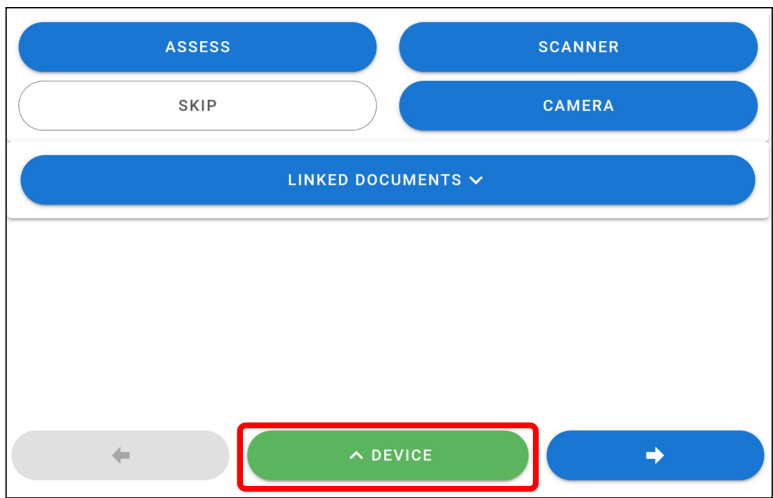 ASSESS
SCANNER
SKIP
CAMERA
LINKED DOCUMENTS
DEVICE